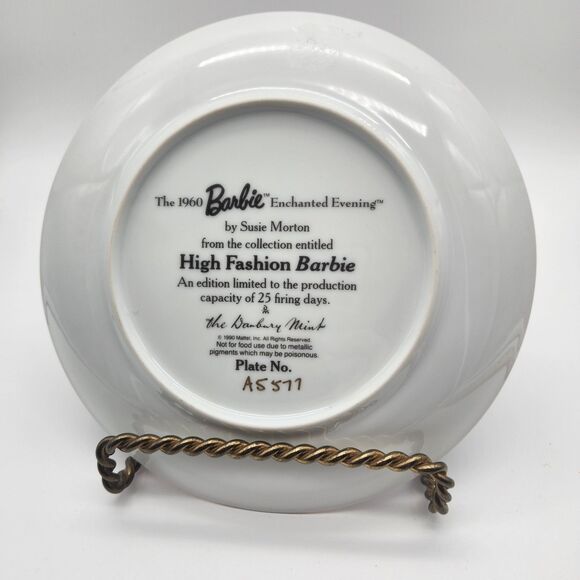 The 1960 Barbie™ Enchanted Evening™
by Susie Morton
from the collection entitled
High Fashion Barbie
An edition limited to the production
capacity of 25 firing days.
The Danbury Mint
© 1990 Mattel, Inc. All Rights Reserved.
Not for food use due to metallic
pigments which may be poisonous.
Plate No.
A5577